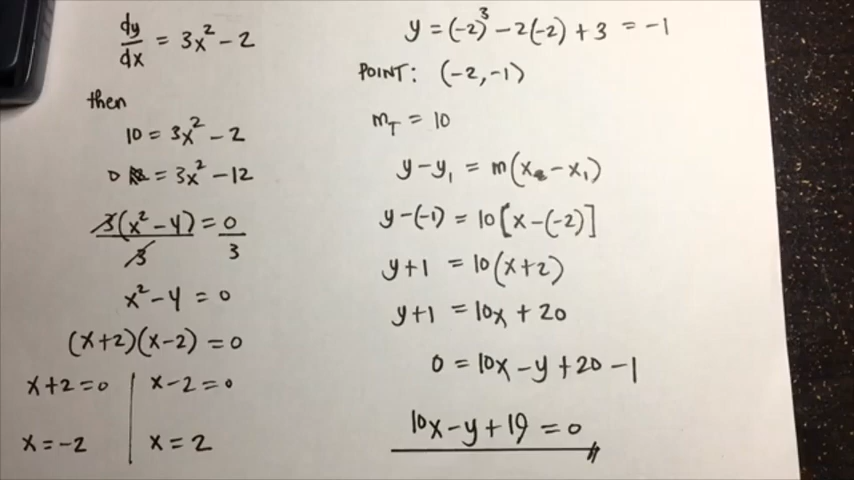 dy/dx = 3x² - 2
then
10 = 3x² - 2
0 = 3x² - 12
3(x² - 4)/3 = 0/3
x² - 4 = 0
(x+2)(x-2) = 0
x+2=0 | x-2=0
x=-2 | x=2
y = (-2)³ - 2(-2) + 3 = -1
POINT: (-2,-1)
m_T = 10
y - y₁ = m(x - x₁)
y-(-1) = 10[x-(-2)]
y+1 = 10(x+2)
y+1 = 10x + 20
0 = 10x - y + 20 - 1
10x - y + 19 = 0